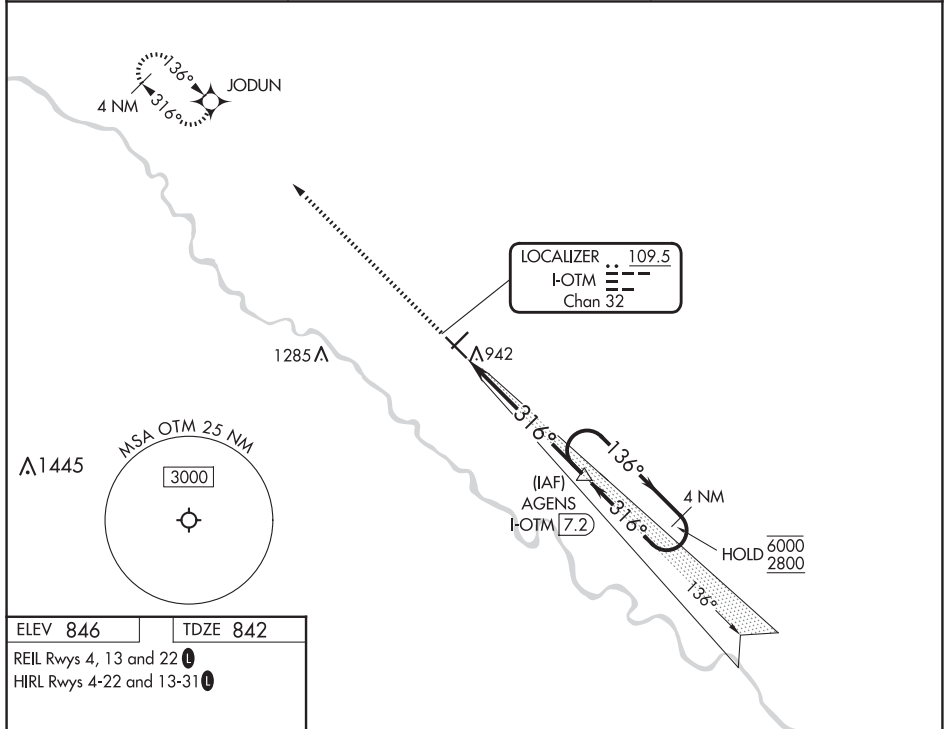 136°
JODUN
4 NM
316°
LOCALIZER 109.5
I-OTM
Chan 32
1285
942
MSA OTM 25 NM
3000
1445
316°
136°
(IAF)
AGENS
I-OTM 7.2
4 NM
316°
HOLD 6000
2800
136°
ELEV 846
TDZE 842
REIL Rwys 4, 13 and 22 L
HIRL Rwys 4-22 and 13-31 L